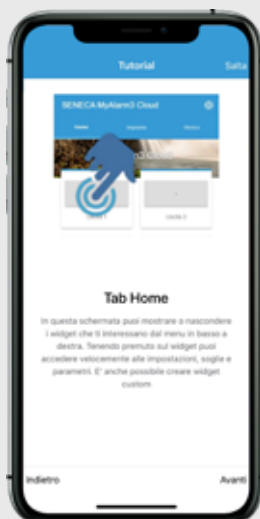 Tutorial
Salta
SENECA MyAlarm3 Cloud
Home
Tab Home
In questa schermata puoi mostrare o nascondere
i widget che ti interessano dal menu in basso a
destra. Tenendo premuto sul widget puoi
accedere velocemente alle impostazioni, soglie e
parametri. E' anche possibile creare widget
custom
Indietro
Avanti